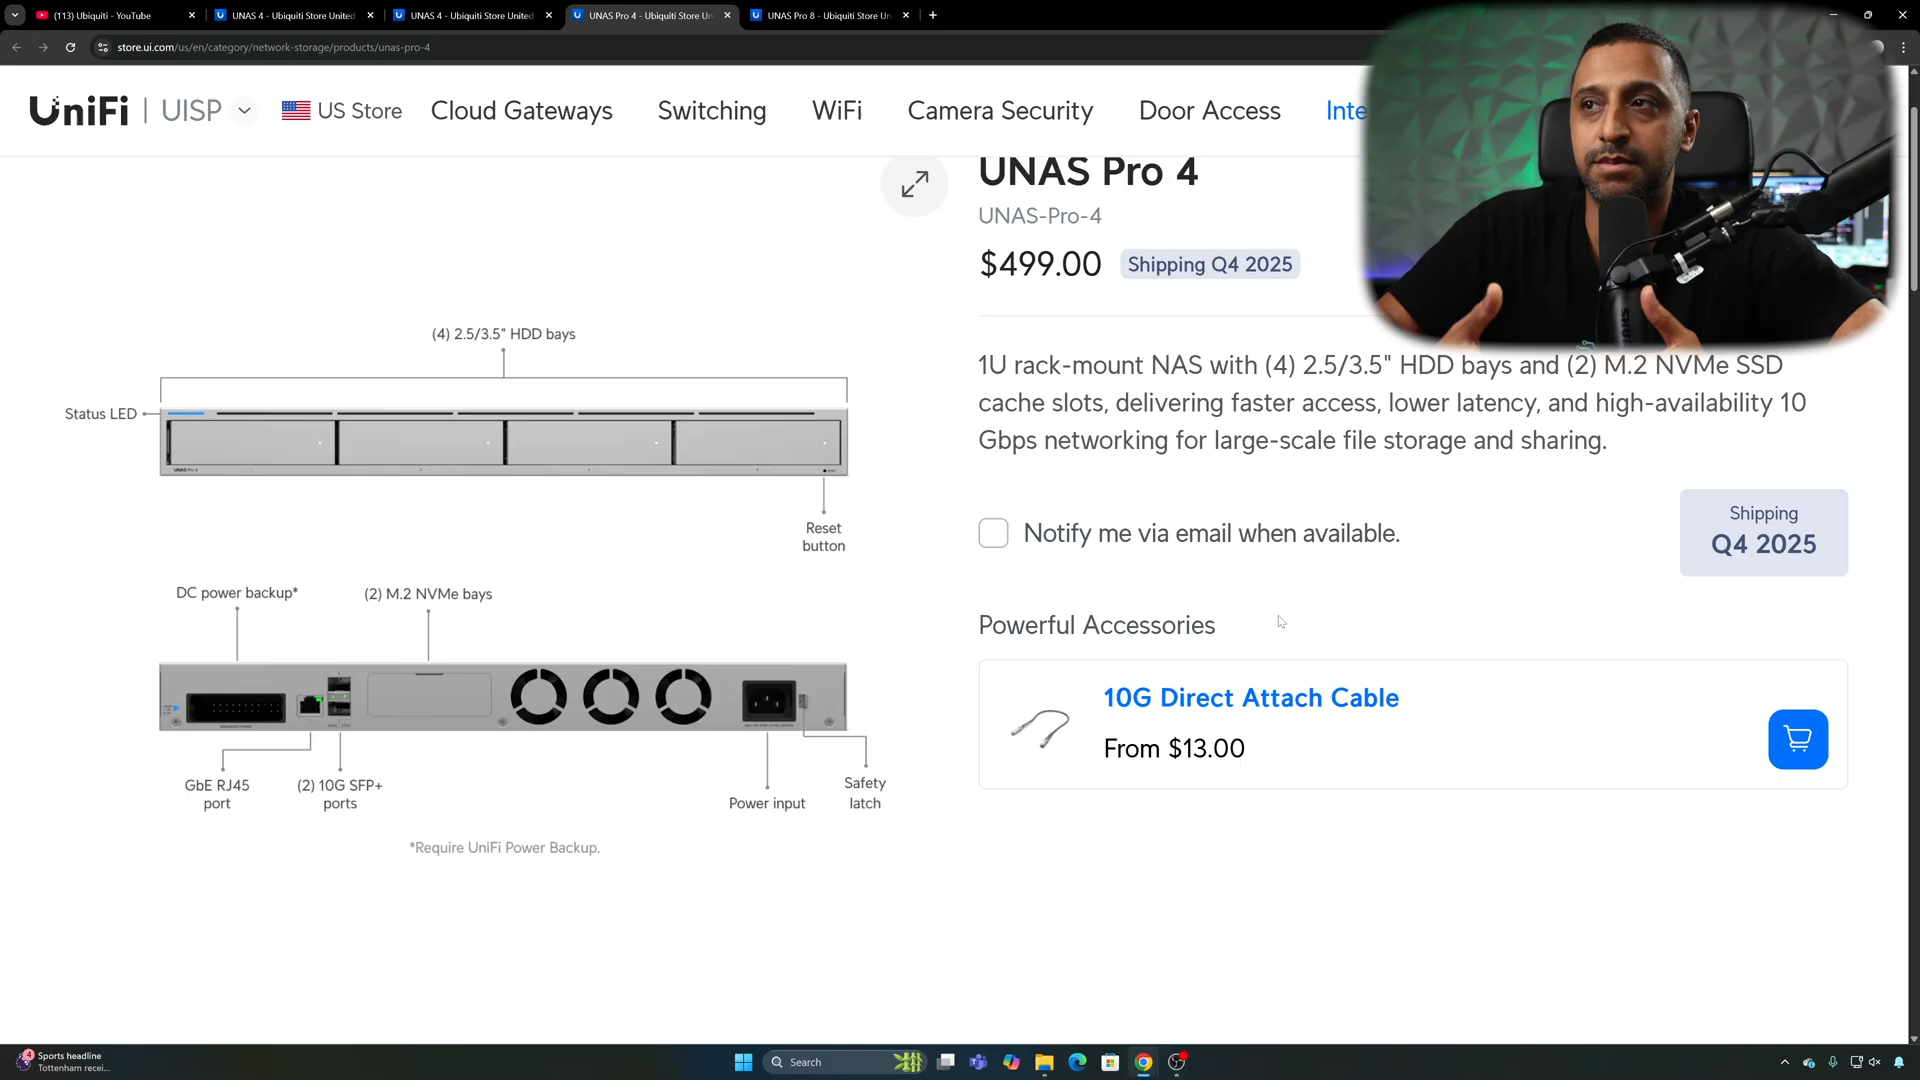 (113) Ubiquiti - YouTube
UNAS 4 - Ubiquiti Store United
UNAS 4 - Ubiquiti Store United
UNAS Pro 4 - Ubiquiti Store Un
UNAS Pro 8 - Ubiquiti Store Un
store.ui.com/us/en/category/network-storage/products/unas-pro-4
UniFi | UISP
US Store
Cloud Gateways
Switching
WiFi
Camera Security
Door Access
Inte
UNAS Pro 4
UNAS-Pro-4
$499.00
Shipping Q4 2025
1U rack-mount NAS with (4) 2.5/3.5" HDD bays and (2) M.2 NVMe SSD
cache slots, delivering faster access, lower latency, and high-availability 10
Gbps networking for large-scale file storage and sharing.
Notify me via email when available.
Shipping
Q4 2025
Powerful Accessories
10G Direct Attach Cable
From $13.00
(4) 2.5/3.5" HDD bays
Status LED
UNAS Pro 4
Reset
button
DC power backup*
(2) M.2 NVMe bays
GbE RJ45
port
(2) 10G SFP+
ports
Power input
Safety
latch
*Require UniFi Power Backup.
SHURE
4
Sports headline
Tottenham recei...
Search